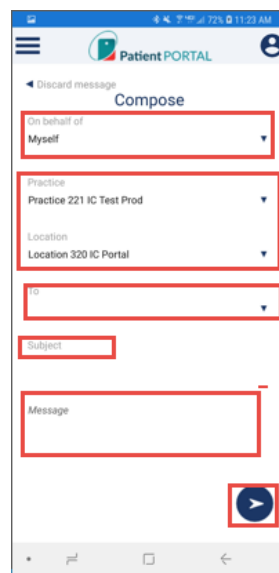 72% 11:23 AM
Patient PORTAL
◄ Discard message
Compose
On behalf of
Myself
Practice
Practice 221 IC Test Prod
Location
Location 320 IC Portal
To
Subject
Message